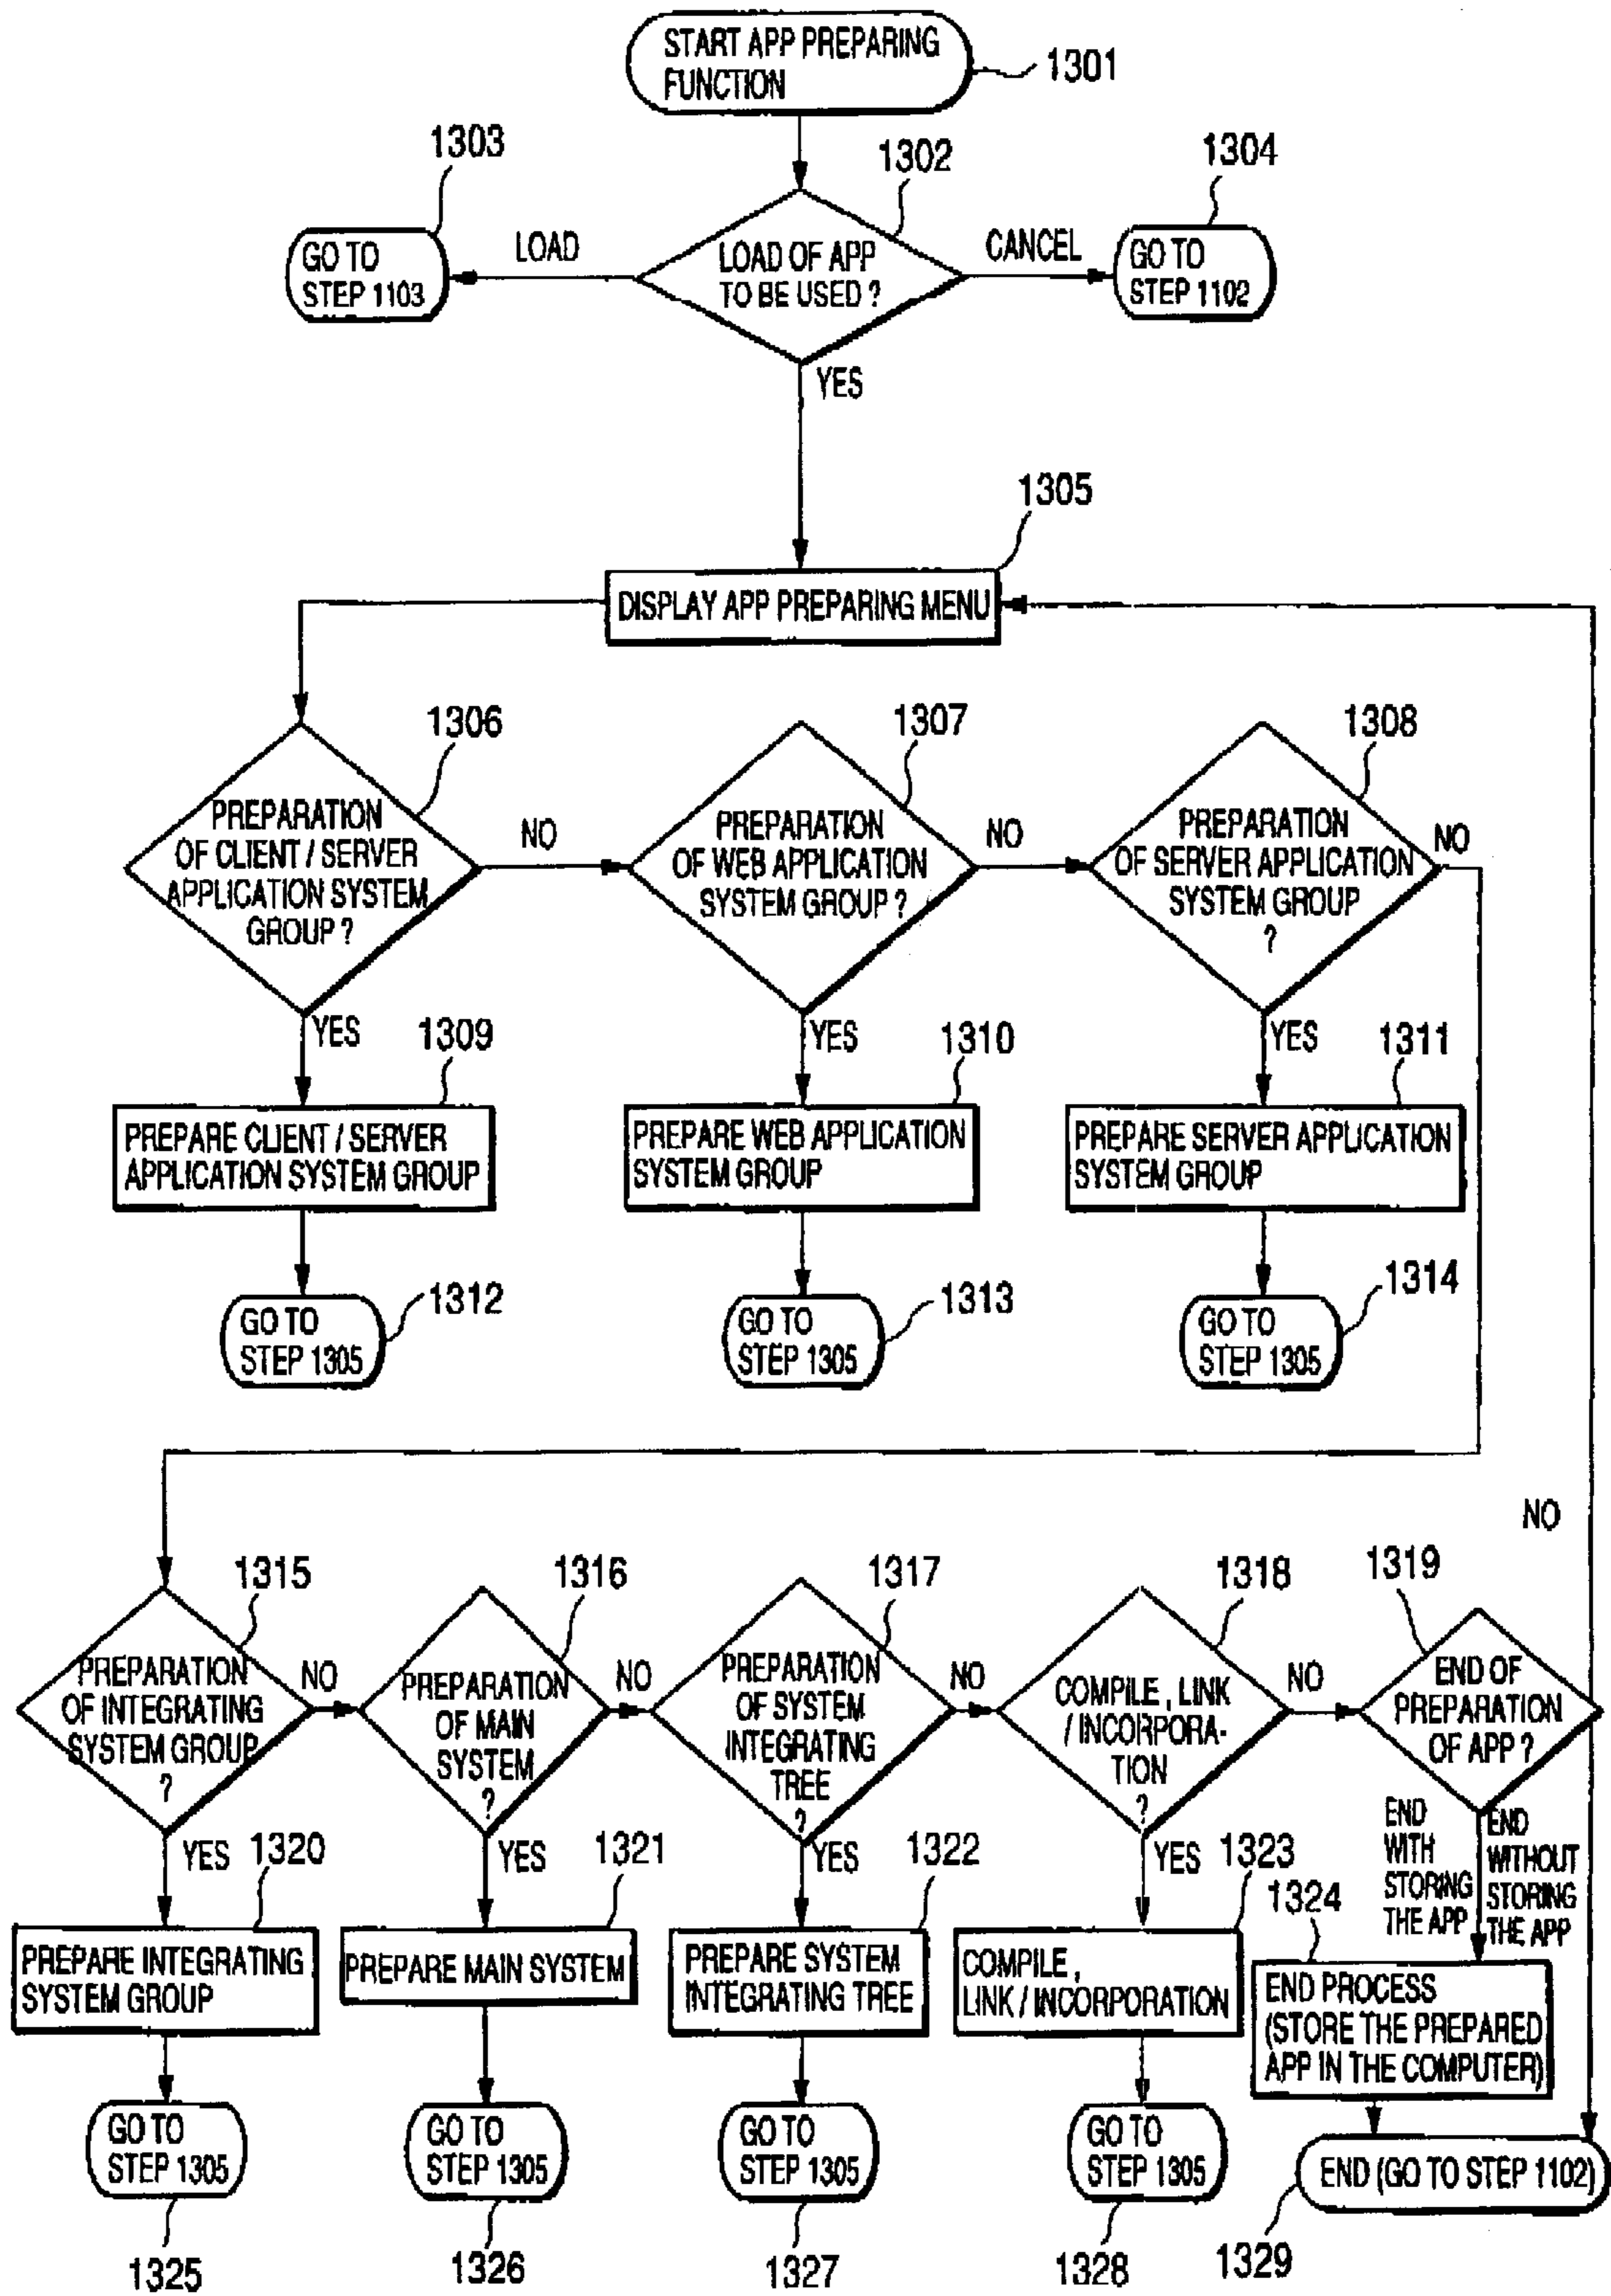 START APP PREPARING
FUNCTION
1301
1303
1302
1304
GO TO
STEP 1103
LOAD
LOAD OF APP
TO BE USED ?
CANCEL
GO TO
STEP 1102
YES
1305
DISPLAY APP PREPARING MENU
1306
1307
1308
PREPARATION
OF CLIENT / SERVER
APPLICATION SYSTEM
GROUP ?
NO
PREPARATION
OF WEB APPLICATION
SYSTEM GROUP ?
NO
PREPARATION
OF SERVER APPLICATION
SYSTEM GROUP
?
NO
YES
1309
YES
1310
YES
1311
PREPARE CLIENT / SERVER
APPLICATION SYSTEM GROUP
PREPARE WEB APPLICATION
SYSTEM GROUP
PREPARE SERVER APPLICATION
SYSTEM GROUP
GO TO
STEP 1305
1312
GO TO
STEP 1305
1313
GO TO
STEP 1305
1314
NO
1315
1316
1317
1318
1319
PREPARATION
OF INTEGRATING
SYSTEM GROUP
?
NO
PREPARATION
OF MAIN
SYSTEM
?
NO
PREPARATION
OF SYSTEM
INTEGRATING
TREE
?
NO
COMPILE , LINK
/ INCORPORA-
TION
?
NO
END OF
PREPARATION
OF APP ?
YES
1320
YES
1321
YES
1322
YES
1323
END
WITH
STORING
THE APP
END
WITHOUT
STORING
THE APP
1324
PREPARE INTEGRATING
SYSTEM GROUP
PREPARE MAIN SYSTEM
PREPARE SYSTEM
INTEGRATING TREE
COMPILE ,
LINK / INCORPORATION
END PROCESS
(STORE THE PREPARED
APP IN THE COMPUTER)
GO TO
STEP 1305
GO TO
STEP 1305
GO TO
STEP 1305
GO TO
STEP 1305
END (GO TO STEP 1102)
1325
1326
1327
1328
1329